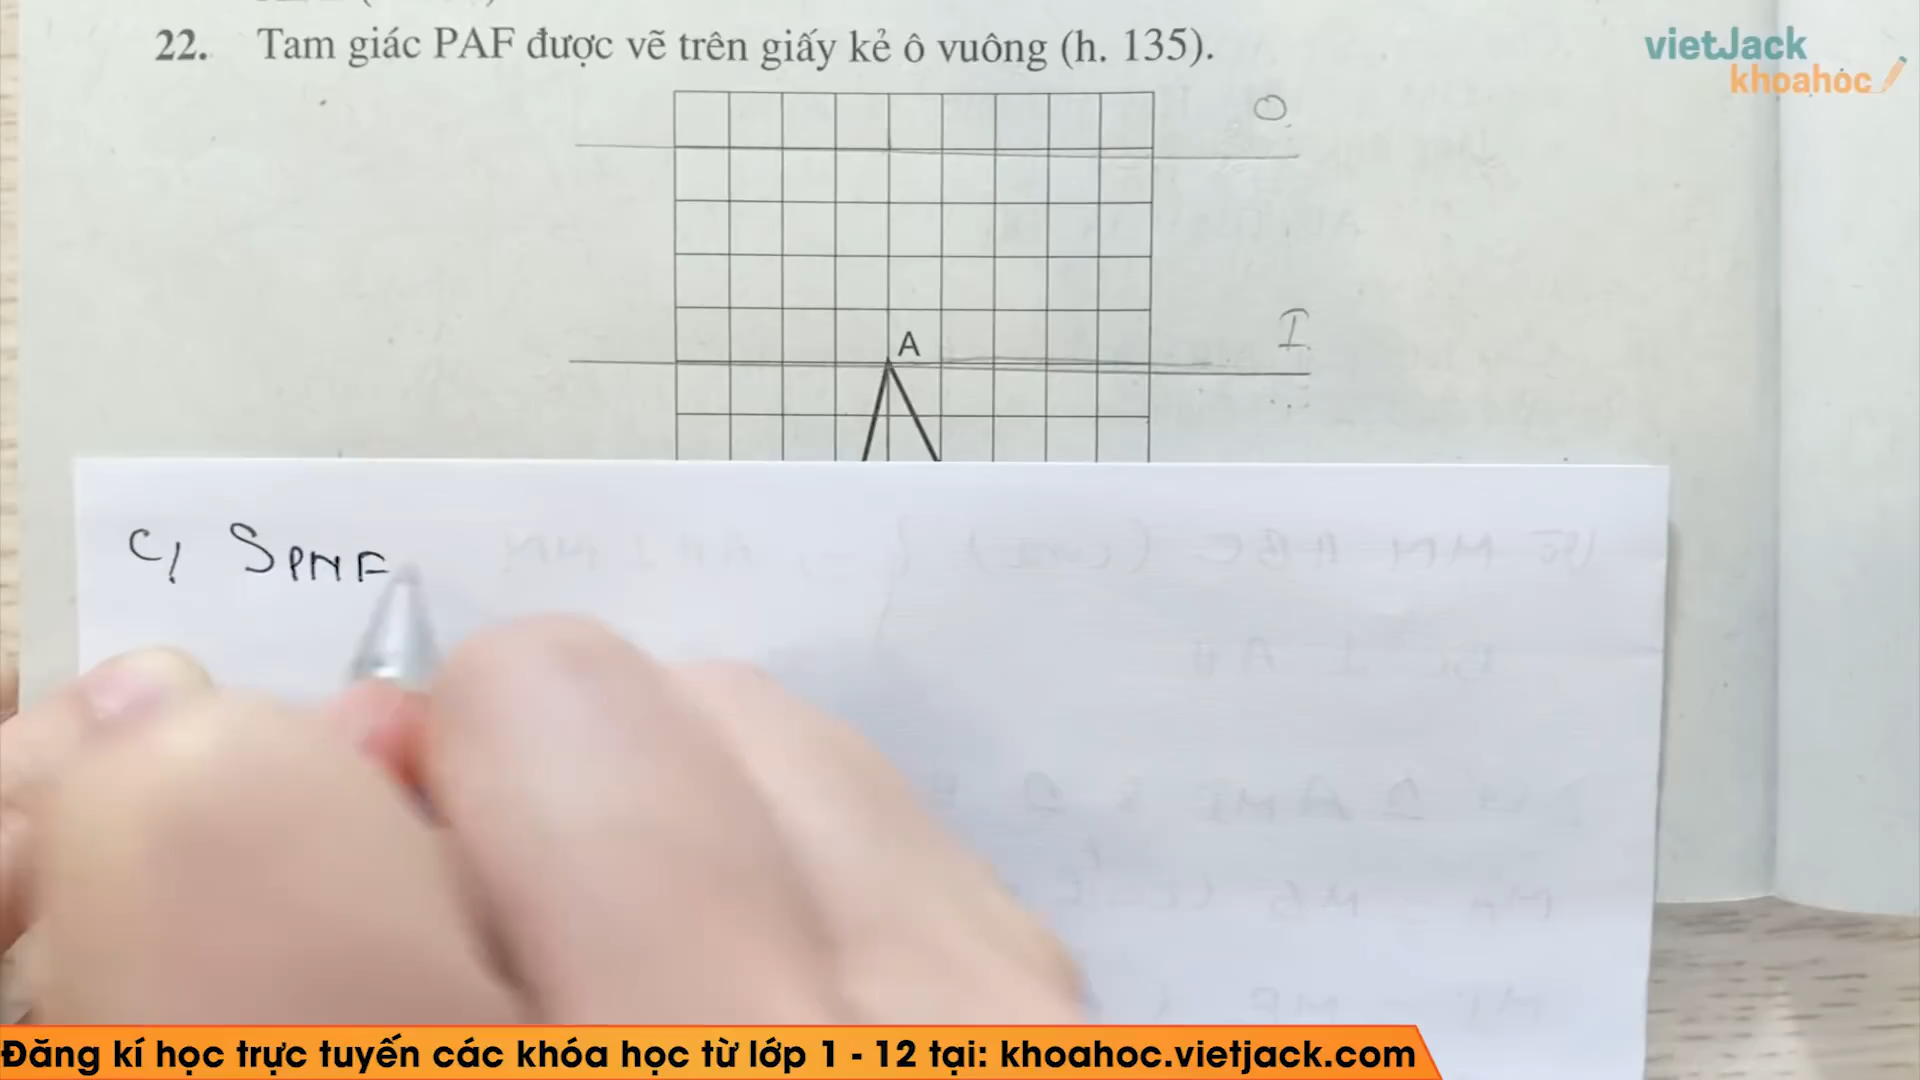 22. Tam giác PAF được vẽ trên giấy kẻ ô vuông (h. 135).
vietJack
khoahoc
O
A
I
c, SPNF
Đăng kí học trực tuyến các khóa học từ lớp 1 - 12 tại: khoahoc.vietjack.com